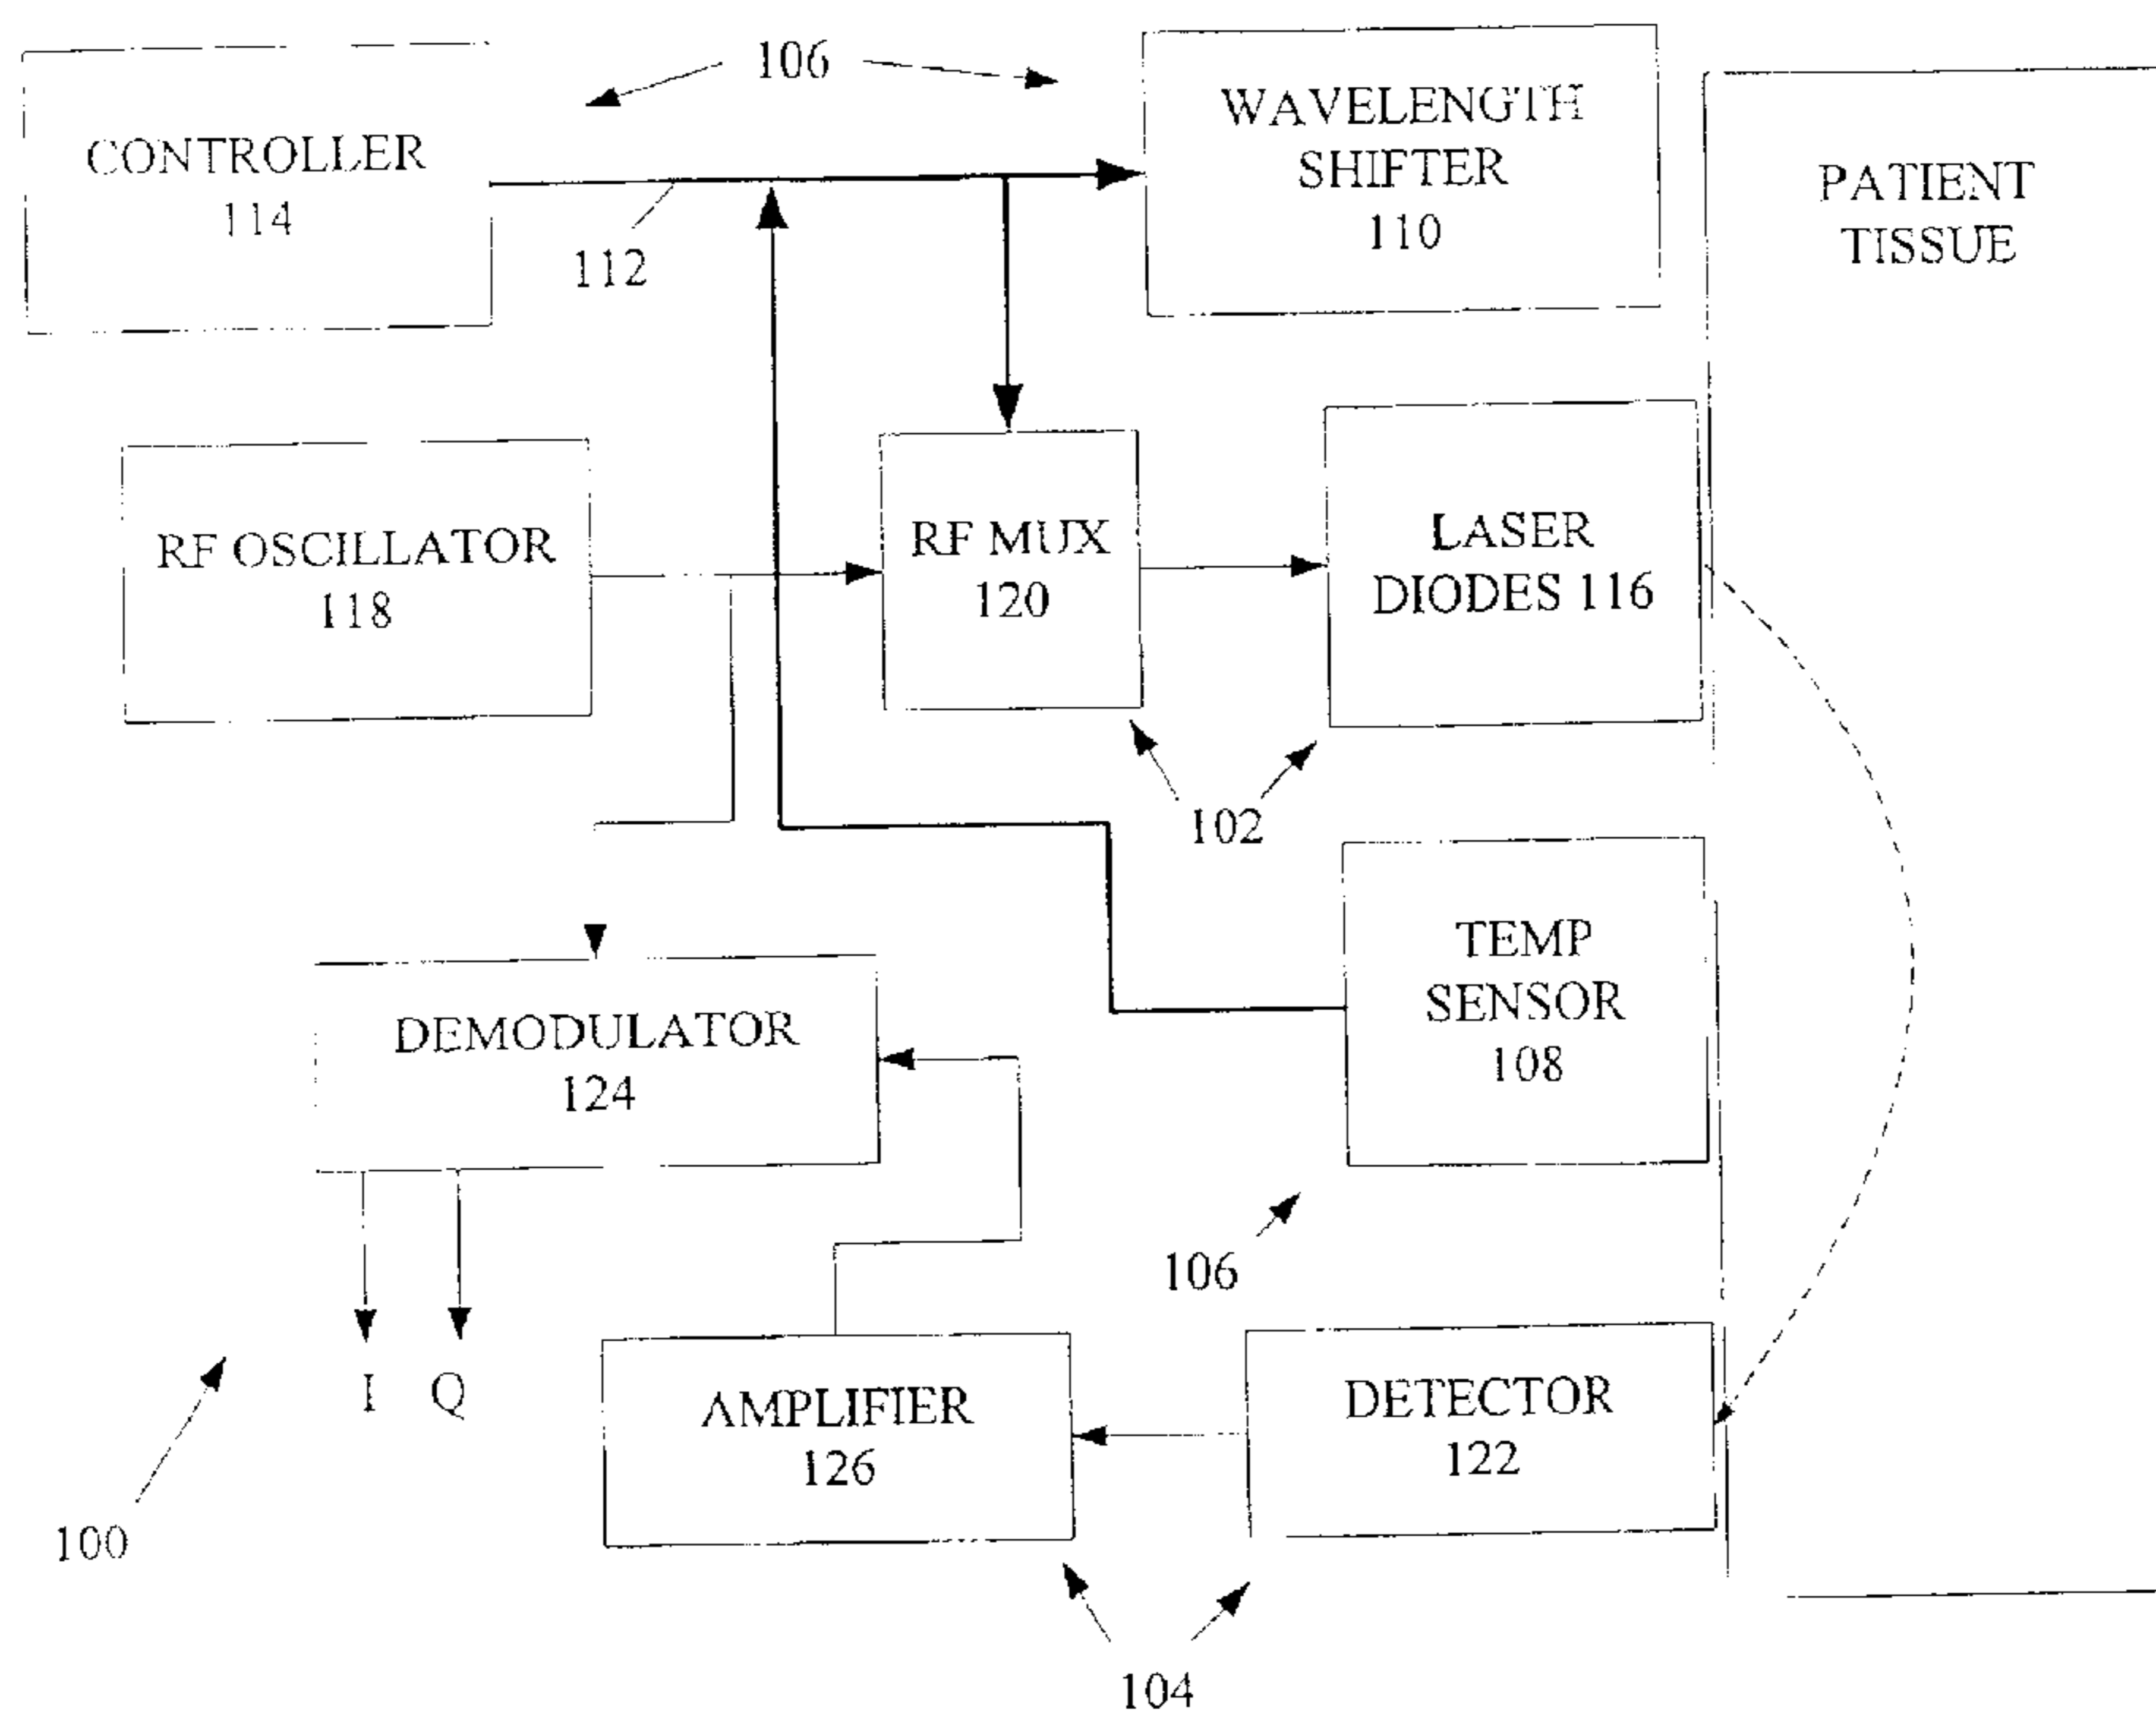 106
CONTROLLER
114
WAVELENGTH
SHIFTER
110
PATIENT
TISSUE
112
RF OSCILLATOR
118
RF MUX
120
LASER
DIODES 116
102
TEMP
SENSOR
108
DEMODULATOR
124
106
I Q
AMPLIFIER
126
DETECTOR
122
100
104